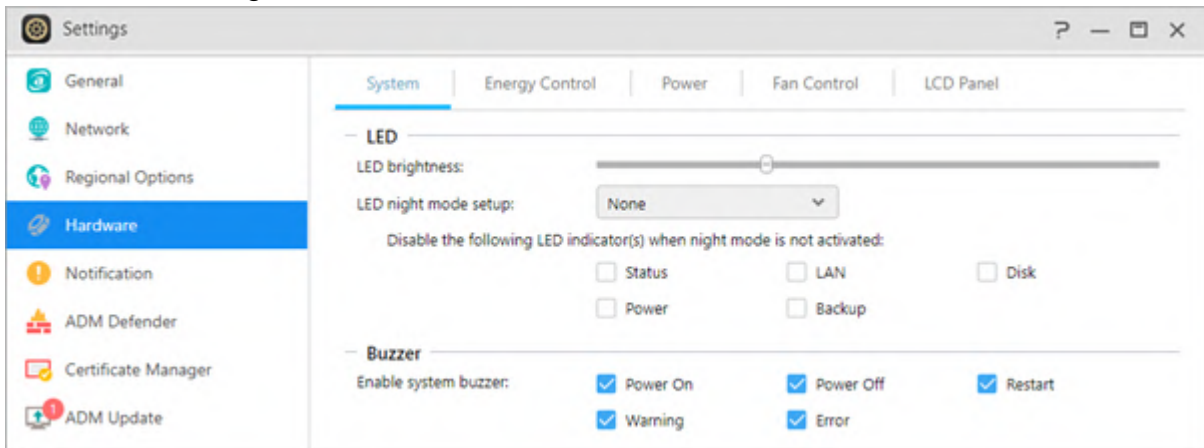 Settings
General
Network
Regional Options
Hardware
Notification
ADM Defender
Certificate Manager
1
ADM Update
System Energy Control Power Fan Control LCD Panel
LED
LED brightness:
LED night mode setup: None
Disable the following LED indicator(s) when night mode is not activated:
Status LAN Disk
Power Backup
Buzzer
Enable system buzzer: Power On Power Off Restart
Warning Error